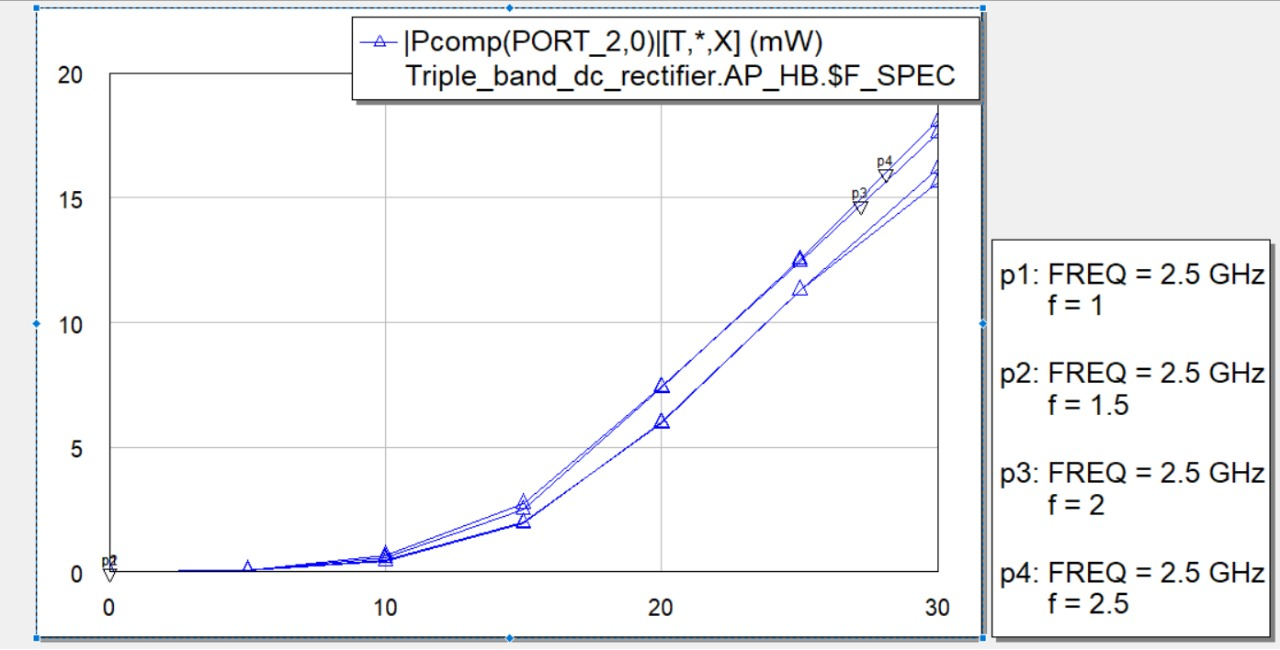 |Pcomp(PORT_2,0)|[T,*,X] (mW)
Triple_band_dc_rectifier.AP_HB.$F_SPEC
20
15
10
5
0
0
10
20
30
p4
p3
p1: FREQ = 2.5 GHz
f = 1
p2: FREQ = 2.5 GHz
f = 1.5
p3: FREQ = 2.5 GHz
f = 2
p4: FREQ = 2.5 GHz
f = 2.5